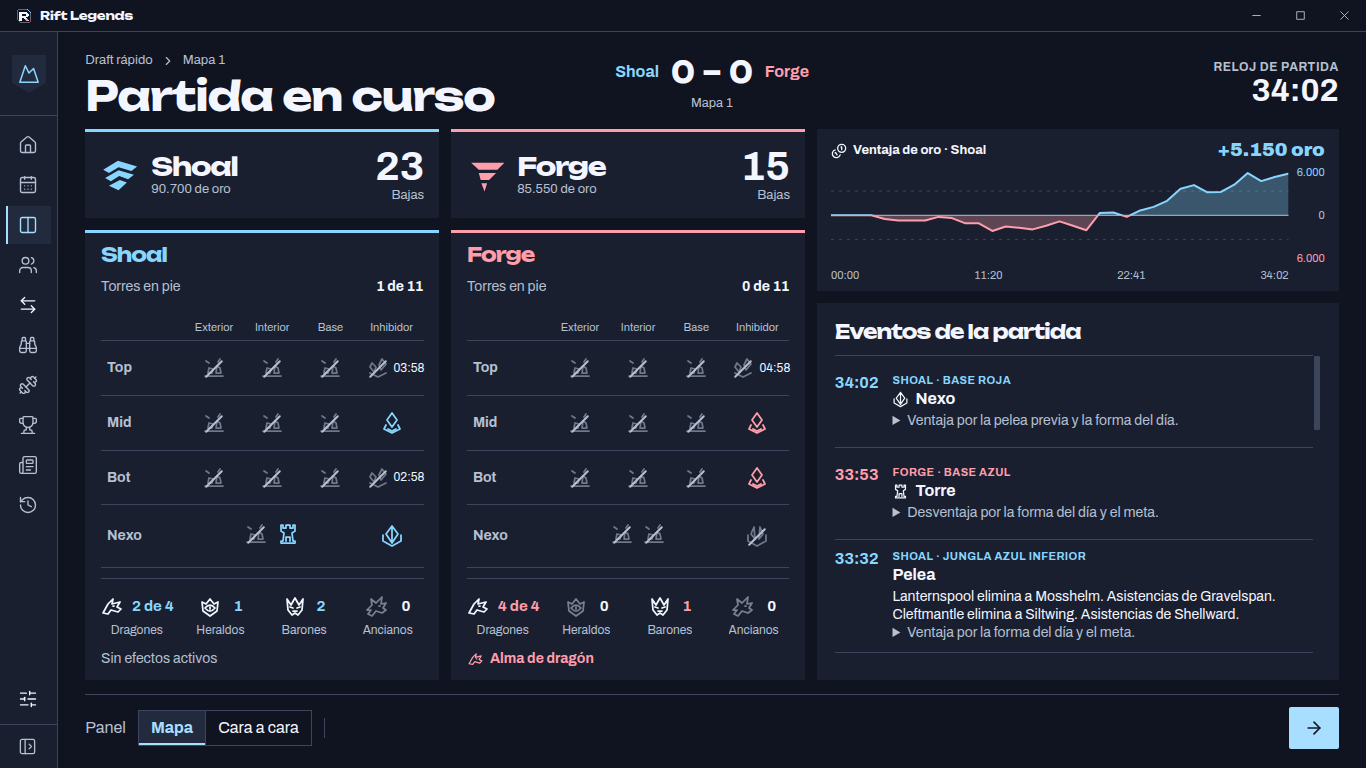 Rift Legends
Draft rápido > Mapa 1
Partida en curso
Shoal 0 – 0 Forge
Mapa 1
RELOJ DE PARTIDA
34:02
Shoal
90.700 de oro
23
Bajas
Forge
85.550 de oro
15
Bajas
Ventaja de oro · Shoal
+5.150 oro
6.000
0
6.000
00:00 11:20 22:41 34:02
Shoal
Torres en pie 1 de 11
Exterior Interior Base Inhibidor
Top 03:58
Mid
Bot 02:58
Nexo
2 de 4 1 2 0
Dragones Heraldos Barones Ancianos
Sin efectos activos
Forge
Torres en pie 0 de 11
Exterior Interior Base Inhibidor
Top 04:58
Mid
Bot
Nexo
4 de 4 0 1 0
Dragones Heraldos Barones Ancianos
Alma de dragón
Eventos de la partida
34:02 SHOAL · BASE ROJA
Nexo
Ventaja por la pelea previa y la forma del día.
33:53 FORGE · BASE AZUL
Torre
Desventaja por la forma del día y el meta.
33:32 SHOAL · JUNGLA AZUL INFERIOR
Pelea
Lanternspool elimina a Mosshelm. Asistencias de Gravelspan.
Cleftmantle elimina a Siltwing. Asistencias de Shellward.
Ventaja por la forma del día y el meta.
Panel Mapa Cara a cara